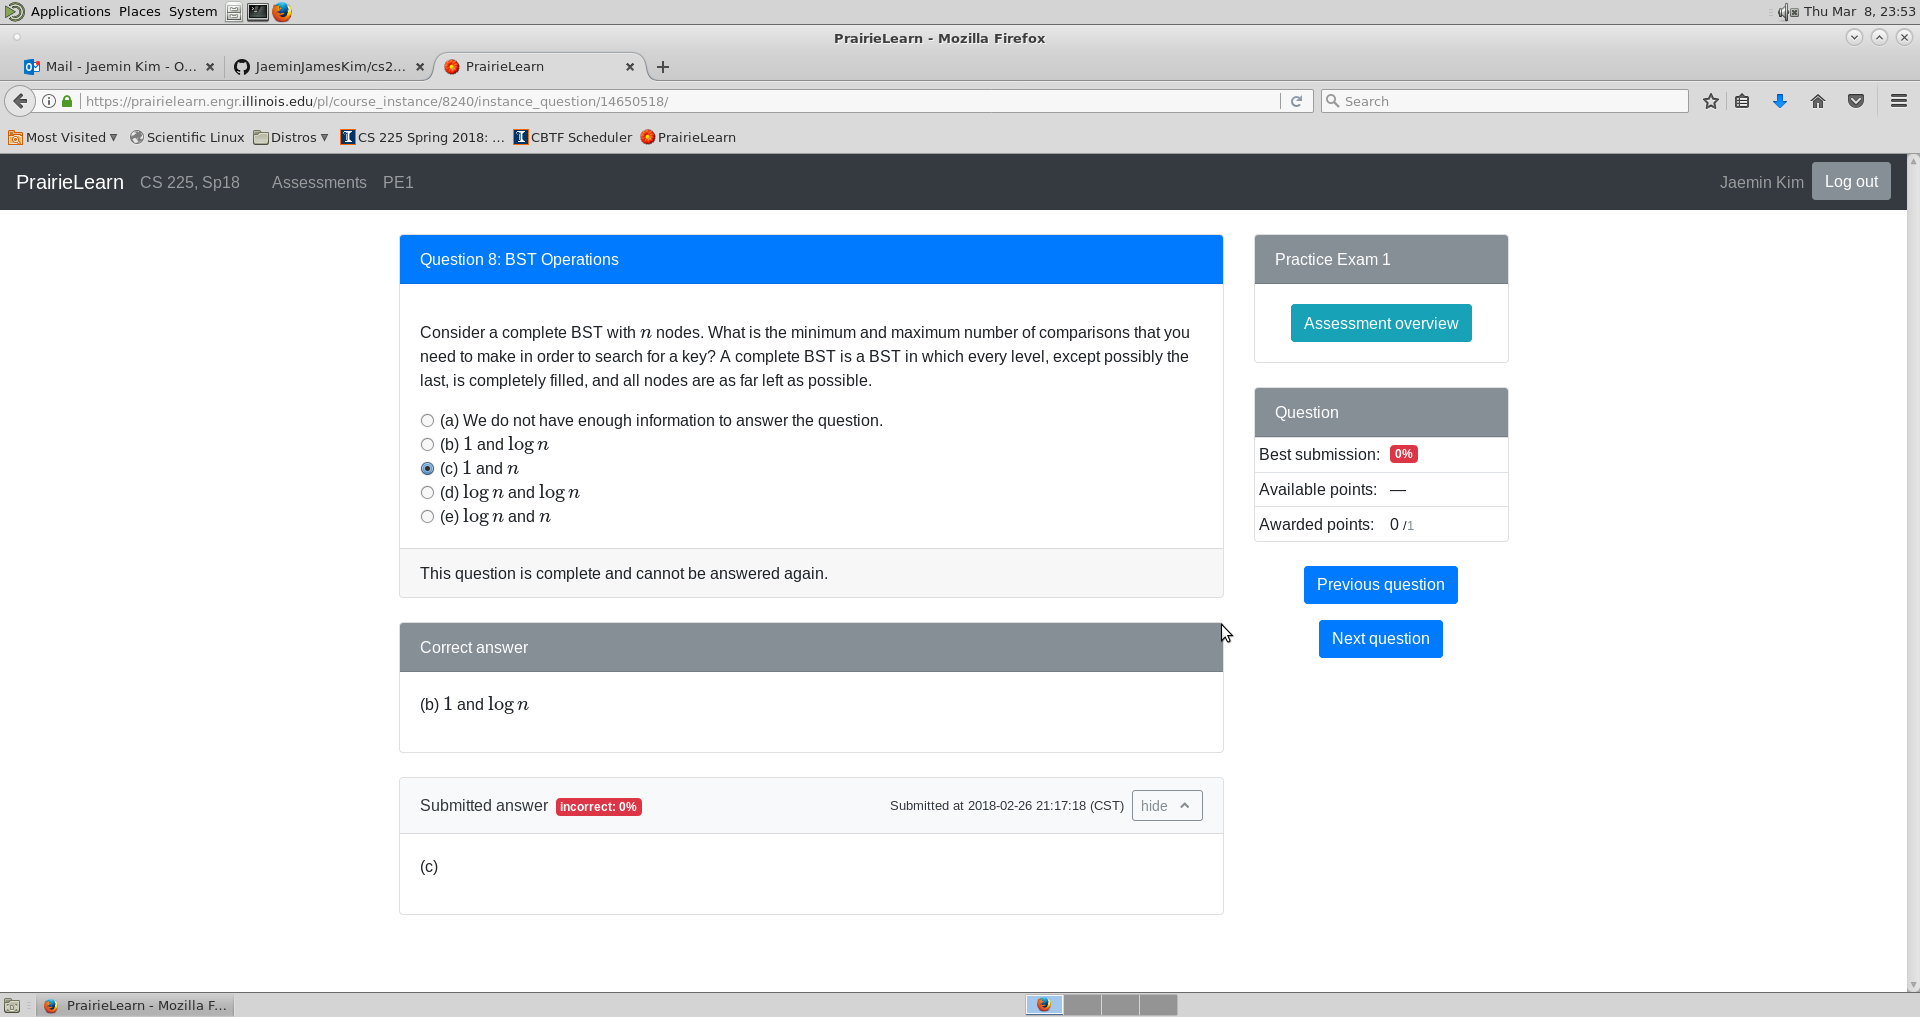 Applications Places System
Thu Mar 8, 23:53
PrairieLearn - Mozilla Firefox
Mail - Jaemin Kim - O...
JaeminJamesKim/cs2...
PrairieLearn
https://prairielearn.engr.illinois.edu/pl/course_instance/8240/instance_question/14650518/
Search
Most Visited
Scientific Linux
Distros
CS 225 Spring 2018: ...
CBTF Scheduler
PrairieLearn
PrairieLearn CS 225, Sp18 Assessments PE1
Jaemin Kim Log out
Question 8: BST Operations
Consider a complete BST with n nodes. What is the minimum and maximum number of comparisons that you
need to make in order to search for a key? A complete BST is a BST in which every level, except possibly the
last, is completely filled, and all nodes are as far left as possible.
(a) We do not have enough information to answer the question.
(b) 1 and log n
(c) 1 and n
(d) log n and log n
(e) log n and n
This question is complete and cannot be answered again.
Correct answer
(b) 1 and log n
Submitted answer incorrect: 0%
Submitted at 2018-02-26 21:17:18 (CST) hide
(c)
Practice Exam 1
Assessment overview
Question
Best submission: 0%
Available points: —
Awarded points: 0 /1
Previous question
Next question
PrairieLearn - Mozilla F...